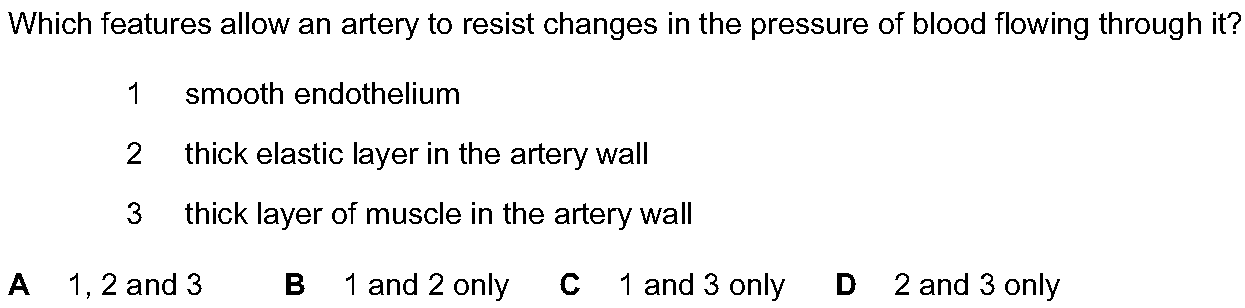 Which features allow an artery to resist changes in the pressure of blood flowing through it?
1 smooth endothelium
2 thick elastic layer in the artery wall
3 thick layer of muscle in the artery wall
A 1, 2 and 3 B 1 and 2 only C 1 and 3 only D 2 and 3 only